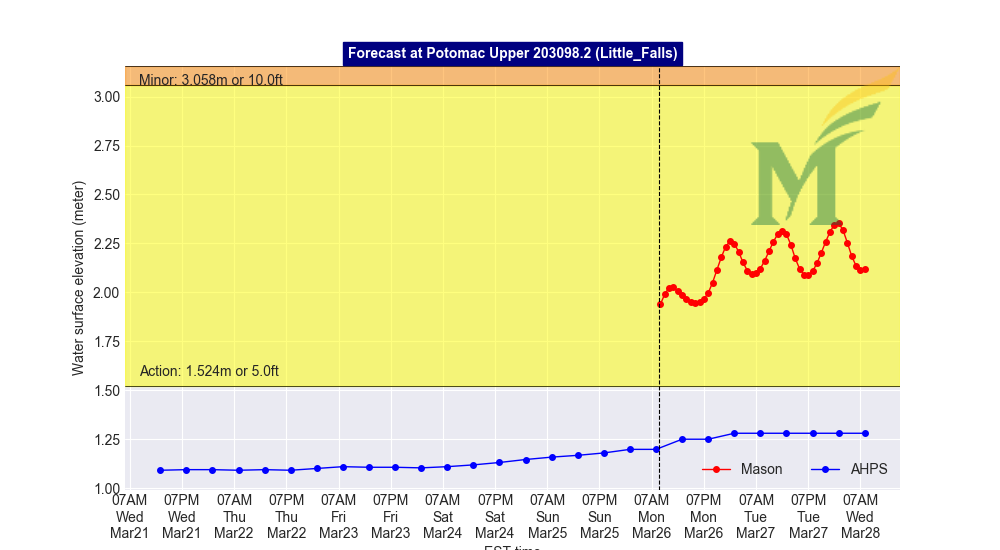 Forecast at Potomac Upper 203098.2 (Little_Falls)
Minor: 3.058m or 10.0ft
3.00
2.75
2.50
2.25
2.00
1.75
1.50
1.25
1.00
Water surface elevation (meter)
Action: 1.524m or 5.0ft
M
Mason AHPS
07AM 07PM 07AM 07PM 07AM 07PM 07AM 07PM 07AM 07PM 07AM 07PM 07AM 07PM 07AM
Wed Wed Thu Thu Fri Fri Sat Sat Sun Sun Mon Mon Tue Tue Wed
Mar21 Mar21 Mar22 Mar22 Mar23 Mar23 Mar24 Mar24 Mar25 Mar25 Mar26 Mar26 Mar27 Mar27 Mar28
EST time